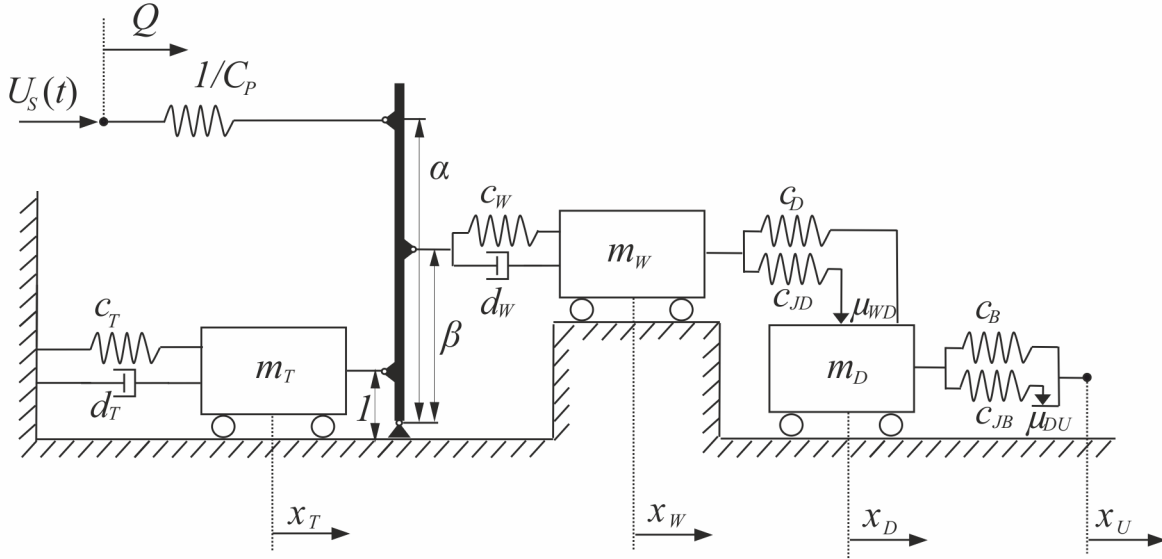 Q
1/C_P
U_S(t)
α
c_W
c_D
m_W
d_W
c_JD
μ_WD
c_T
β
c_B
m_T
m_D
d_T
1
c_JB
μ_DU
x_T
x_W
x_D
x_U